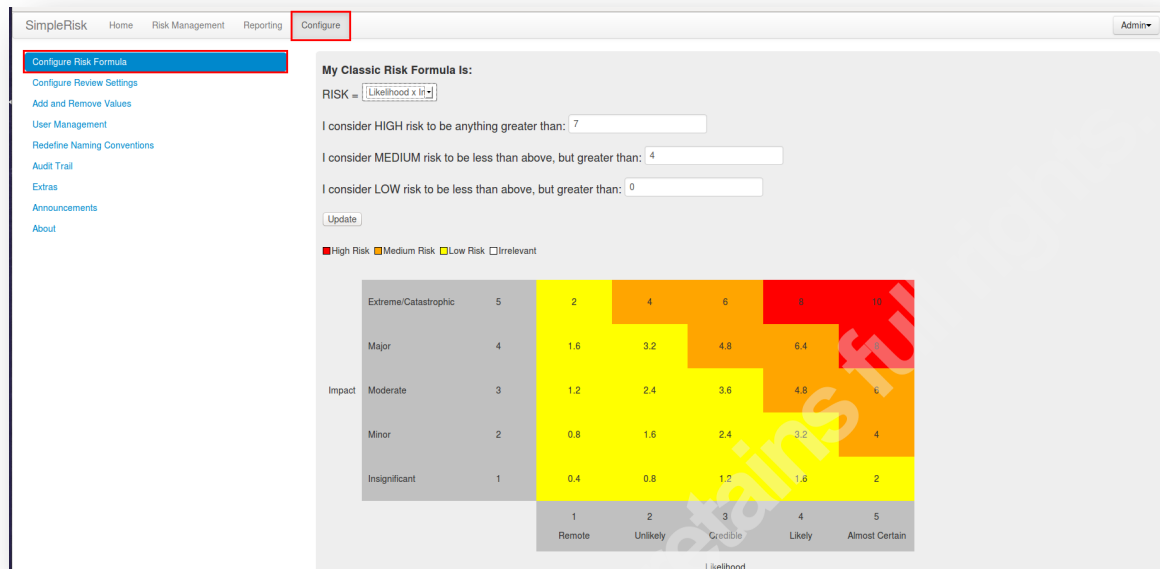 SimpleRisk Home Risk Management Reporting Configure Admin
Configure Risk Formula
Configure Review Settings
Add and Remove Values
User Management
Redefine Naming Conventions
Audit Trail
Extras
Announcements
About
My Classic Risk Formula Is:
RISK = Likelihood x
I consider HIGH risk to be anything greater than: 7
I consider MEDIUM risk to be less than above, but greater than: 4
I consider LOW risk to be less than above, but greater than: 0
Update
High Risk Medium Risk Low Risk Irrelevant
Extreme/Catastrophic 5 2 4 6 8 10
Major 4 1.6 3.2 4.8 6.4 8
Impact Moderate 3 1.2 2.4 3.6 4.8 6
Minor 2 0.8 1.6 2.4 3.2 4
Insignificant 1 0.4 0.8 1.2 1.6 2
1 2 3 4 5
Remote Unlikely Credible Likely Almost Certain
Likelihood
etains full rights.